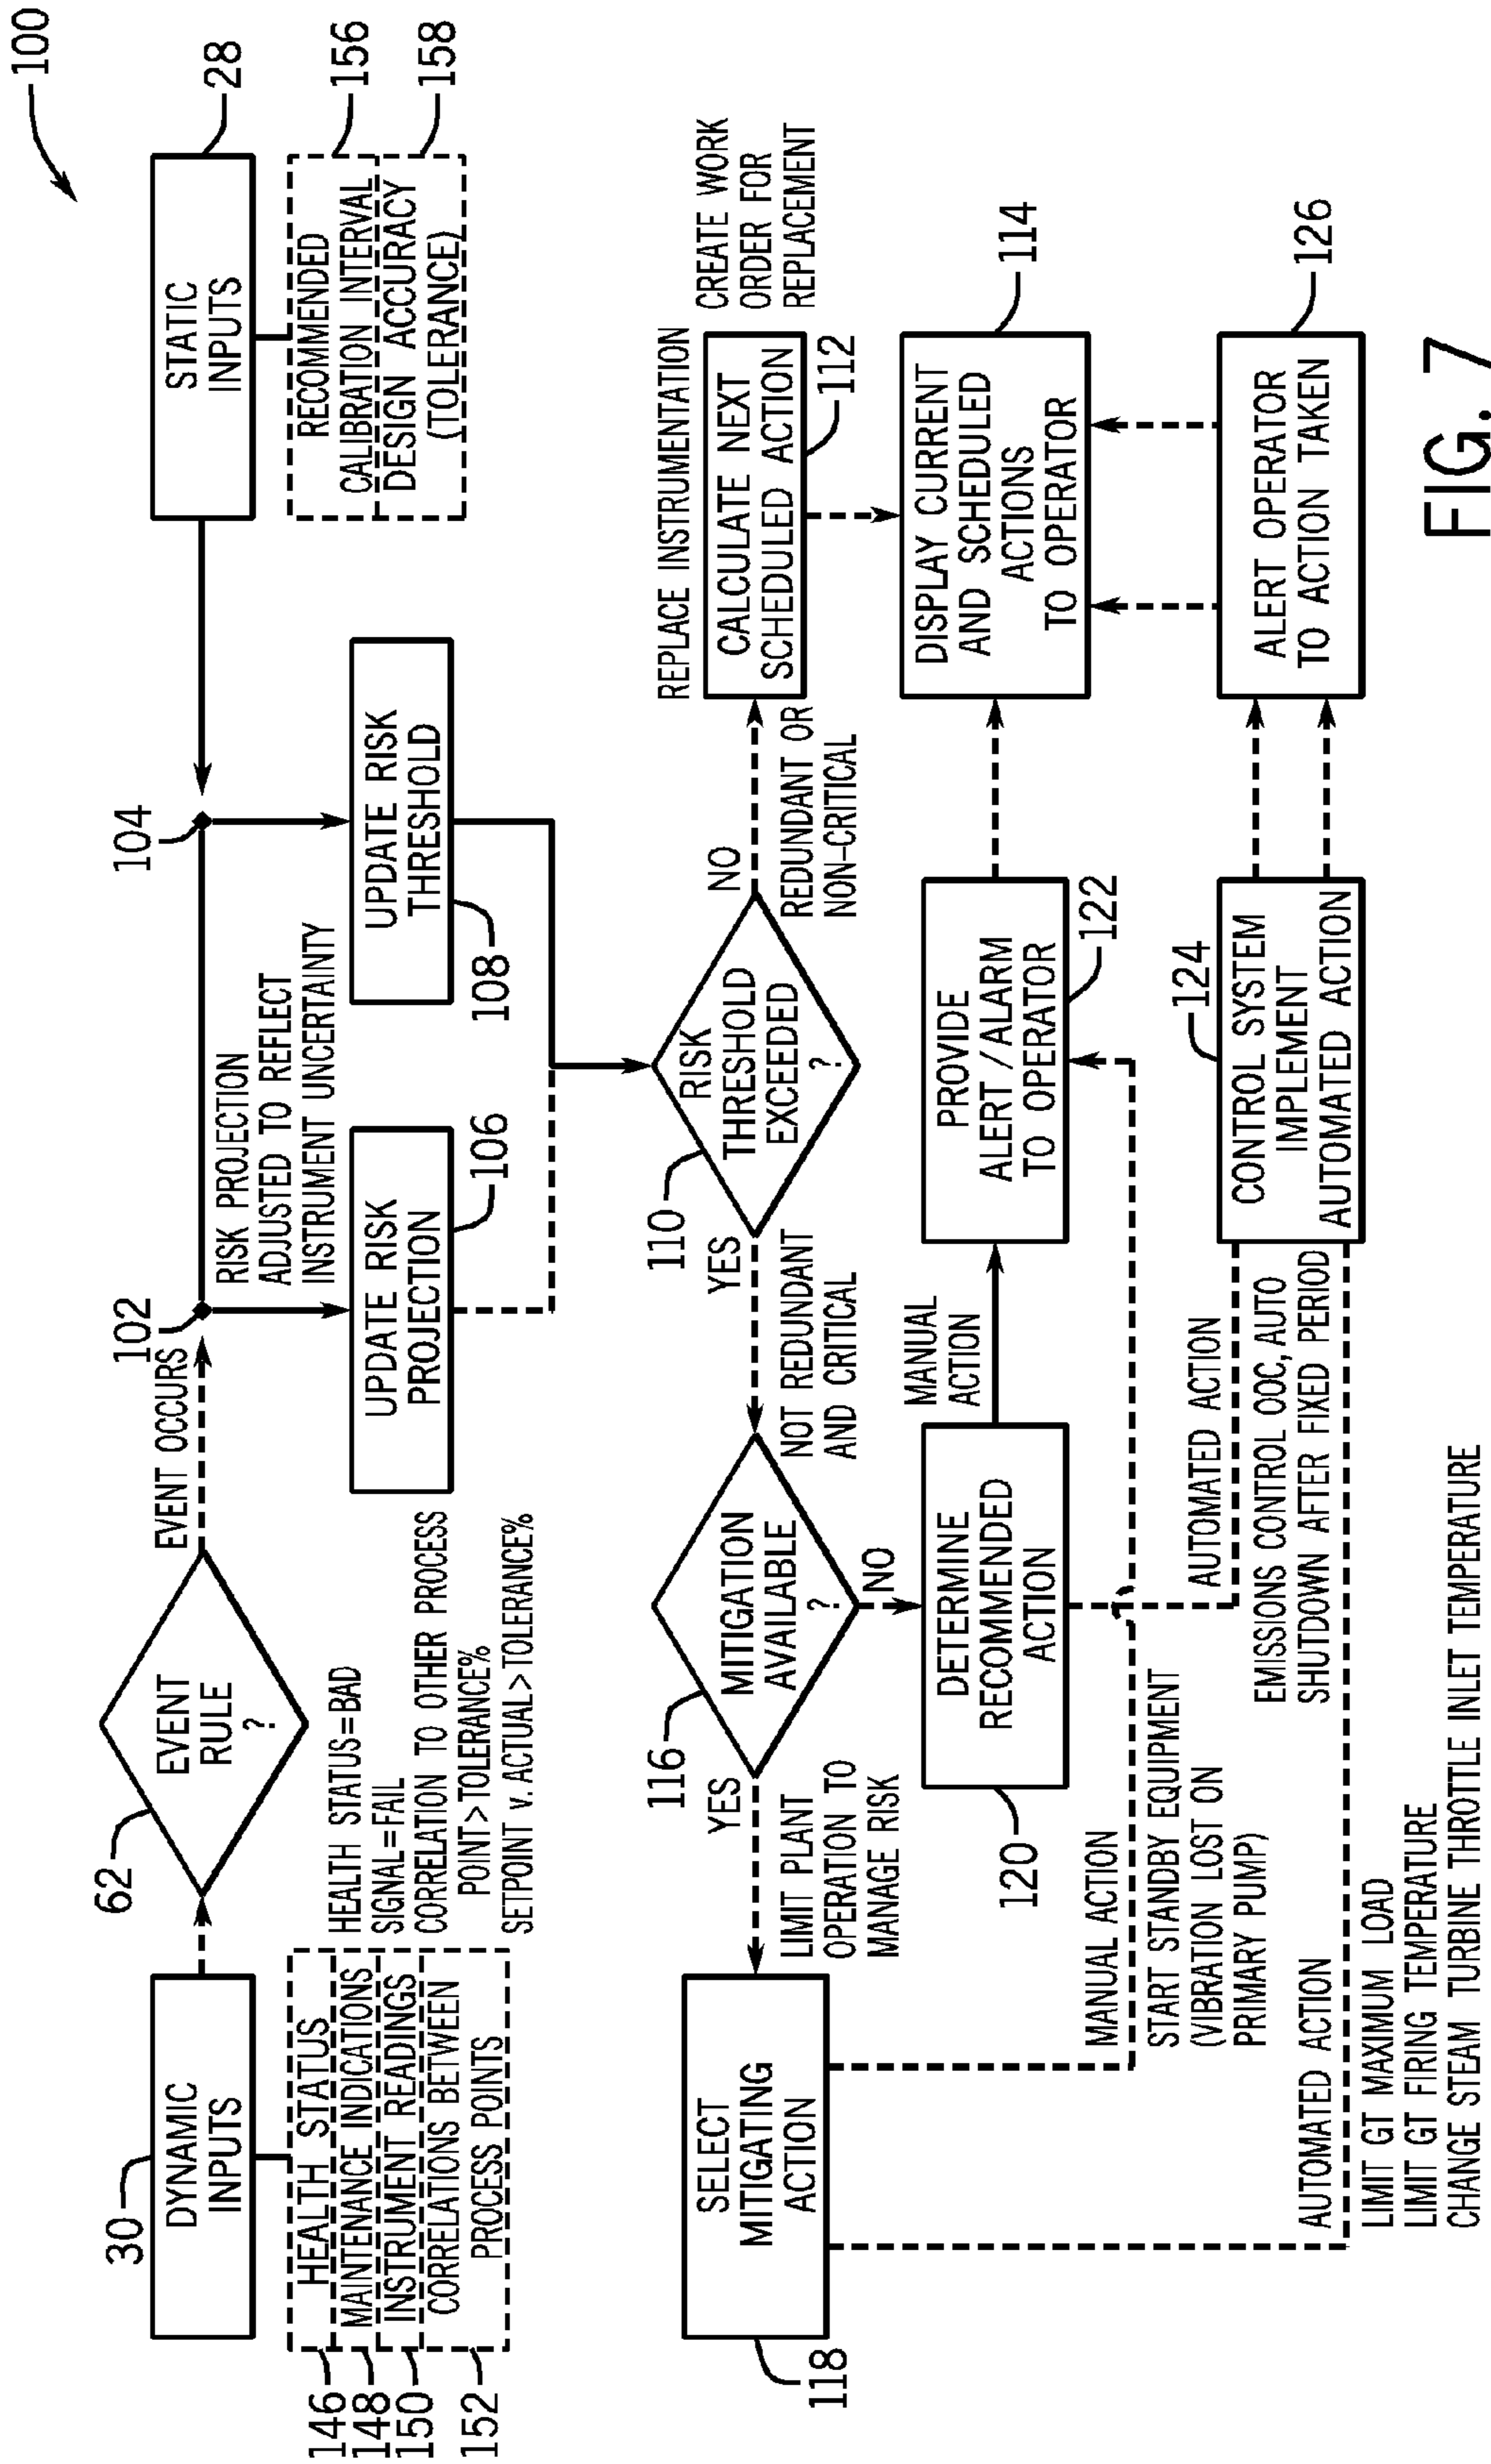 100
30
DYNAMIC
INPUTS
146
HEALTH STATUS
148
MAINTENANCE INDICATIONS
150
INSTRUMENT READINGS
152
CORRELATIONS BETWEEN
PROCESS POINTS
62
EVENT
RULE
?
HEALTH STATUS=BAD
SIGNAL=FAIL
CORRELATION TO OTHER PROCESS
POINT>TOLERANCE%
SETPOINT v. ACTUAL>TOLERANCE%
EVENT OCCURS
102
RISK PROJECTION
ADJUSTED TO REFLECT
INSTRUMENT UNCERTAINTY
104
UPDATE RISK
PROJECTION
106
UPDATE RISK
THRESHOLD
108
STATIC
INPUTS
28
RECOMMENDED
CALIBRATION INTERVAL
156
DESIGN ACCURACY
(TOLERANCE)
158
110
RISK
THRESHOLD
EXCEEDED
?
NO
REDUNDANT OR
NON-CRITICAL
REPLACE INSTRUMENTATION
CALCULATE NEXT
SCHEDULED ACTION
112
CREATE WORK
ORDER FOR
REPLACEMENT
YES
NOT REDUNDANT
AND CRITICAL
116
MITIGATION
AVAILABLE
?
YES
LIMIT PLANT
OPERATION TO
MANAGE RISK
SELECT
MITIGATING
ACTION
118
NO
DETERMINE
RECOMMENDED
ACTION
120
MANUAL
ACTION
PROVIDE
ALERT/ALARM
TO OPERATOR
122
DISPLAY CURRENT
AND SCHEDULED
ACTIONS
TO OPERATOR
114
MANUAL ACTION
START STANDBY EQUIPMENT
(VIBRATION LOST ON
PRIMARY PUMP)
AUTOMATED ACTION
EMISSIONS CONTROL OOC, AUTO
SHUTDOWN AFTER FIXED PERIOD
124
CONTROL SYSTEM
IMPLEMENT
AUTOMATED ACTION
ALERT OPERATOR
TO ACTION TAKEN
126
AUTOMATED ACTION
LIMIT GT MAXIMUM LOAD
LIMIT GT FIRING TEMPERATURE
CHANGE STEAM TURBINE THROTTLE INLET TEMPERATURE
FIG. 7